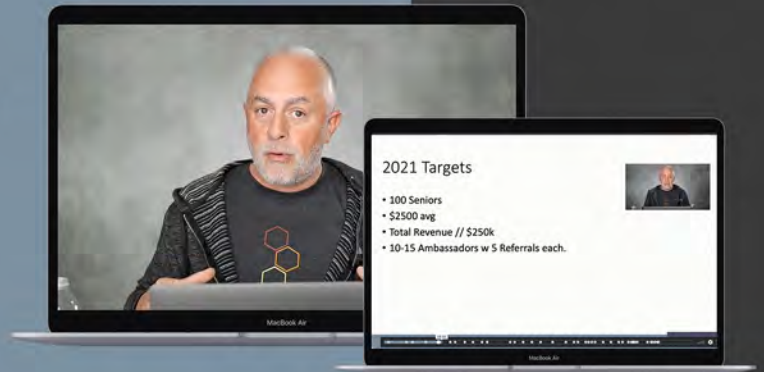 MacBook Air
2021 Targets
• 100 Seniors
• $2500 avg
• Total Revenue // $250k
• 10-15 Ambassadors w 5 Referrals each.
MacBook Air